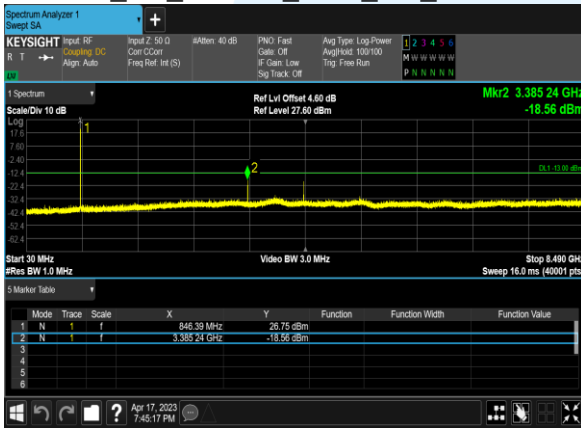 Spectrum Analyzer 1
Swept SA
KEYSIGHT Input: RF Input Z: 50 Ω #Atten: 40 dB PNO: Fast Avg Type: Log-Power 1 2 3 4 5 6
R T Coupling: DC Corr CCorr Gate: Off Avg|Hold: 100/100 M W W W W W
Align: Auto Freq Ref: Int (S) IF Gain: Low Trig: Free Run
Sig Track: Off P N N N N N
1 Spectrum Ref Lvl Offset 4.60 dB Mkr2 3.385 24 GHz
Scale/Div 10 dB Ref Level 27.60 dBm -18.56 dBm
Log
17.6 1
7.60
-2.40
-12.4 2 DL1 -13.00 dBm
-22.4
-32.4
-42.4
-52.4
-62.4
Start 30 MHz Video BW 3.0 MHz Stop 8.490 GHz
#Res BW 1.0 MHz Sweep 16.0 ms (40001 pts)
5 Marker Table
Mode Trace Scale X Y Function Function Width Function Value
1 N 1 f 846.39 MHz 26.75 dBm
2 N 1 f 3.385 24 GHz -18.56 dBm
3
4
5
6
? Apr 17, 2023
7:45:17 PM